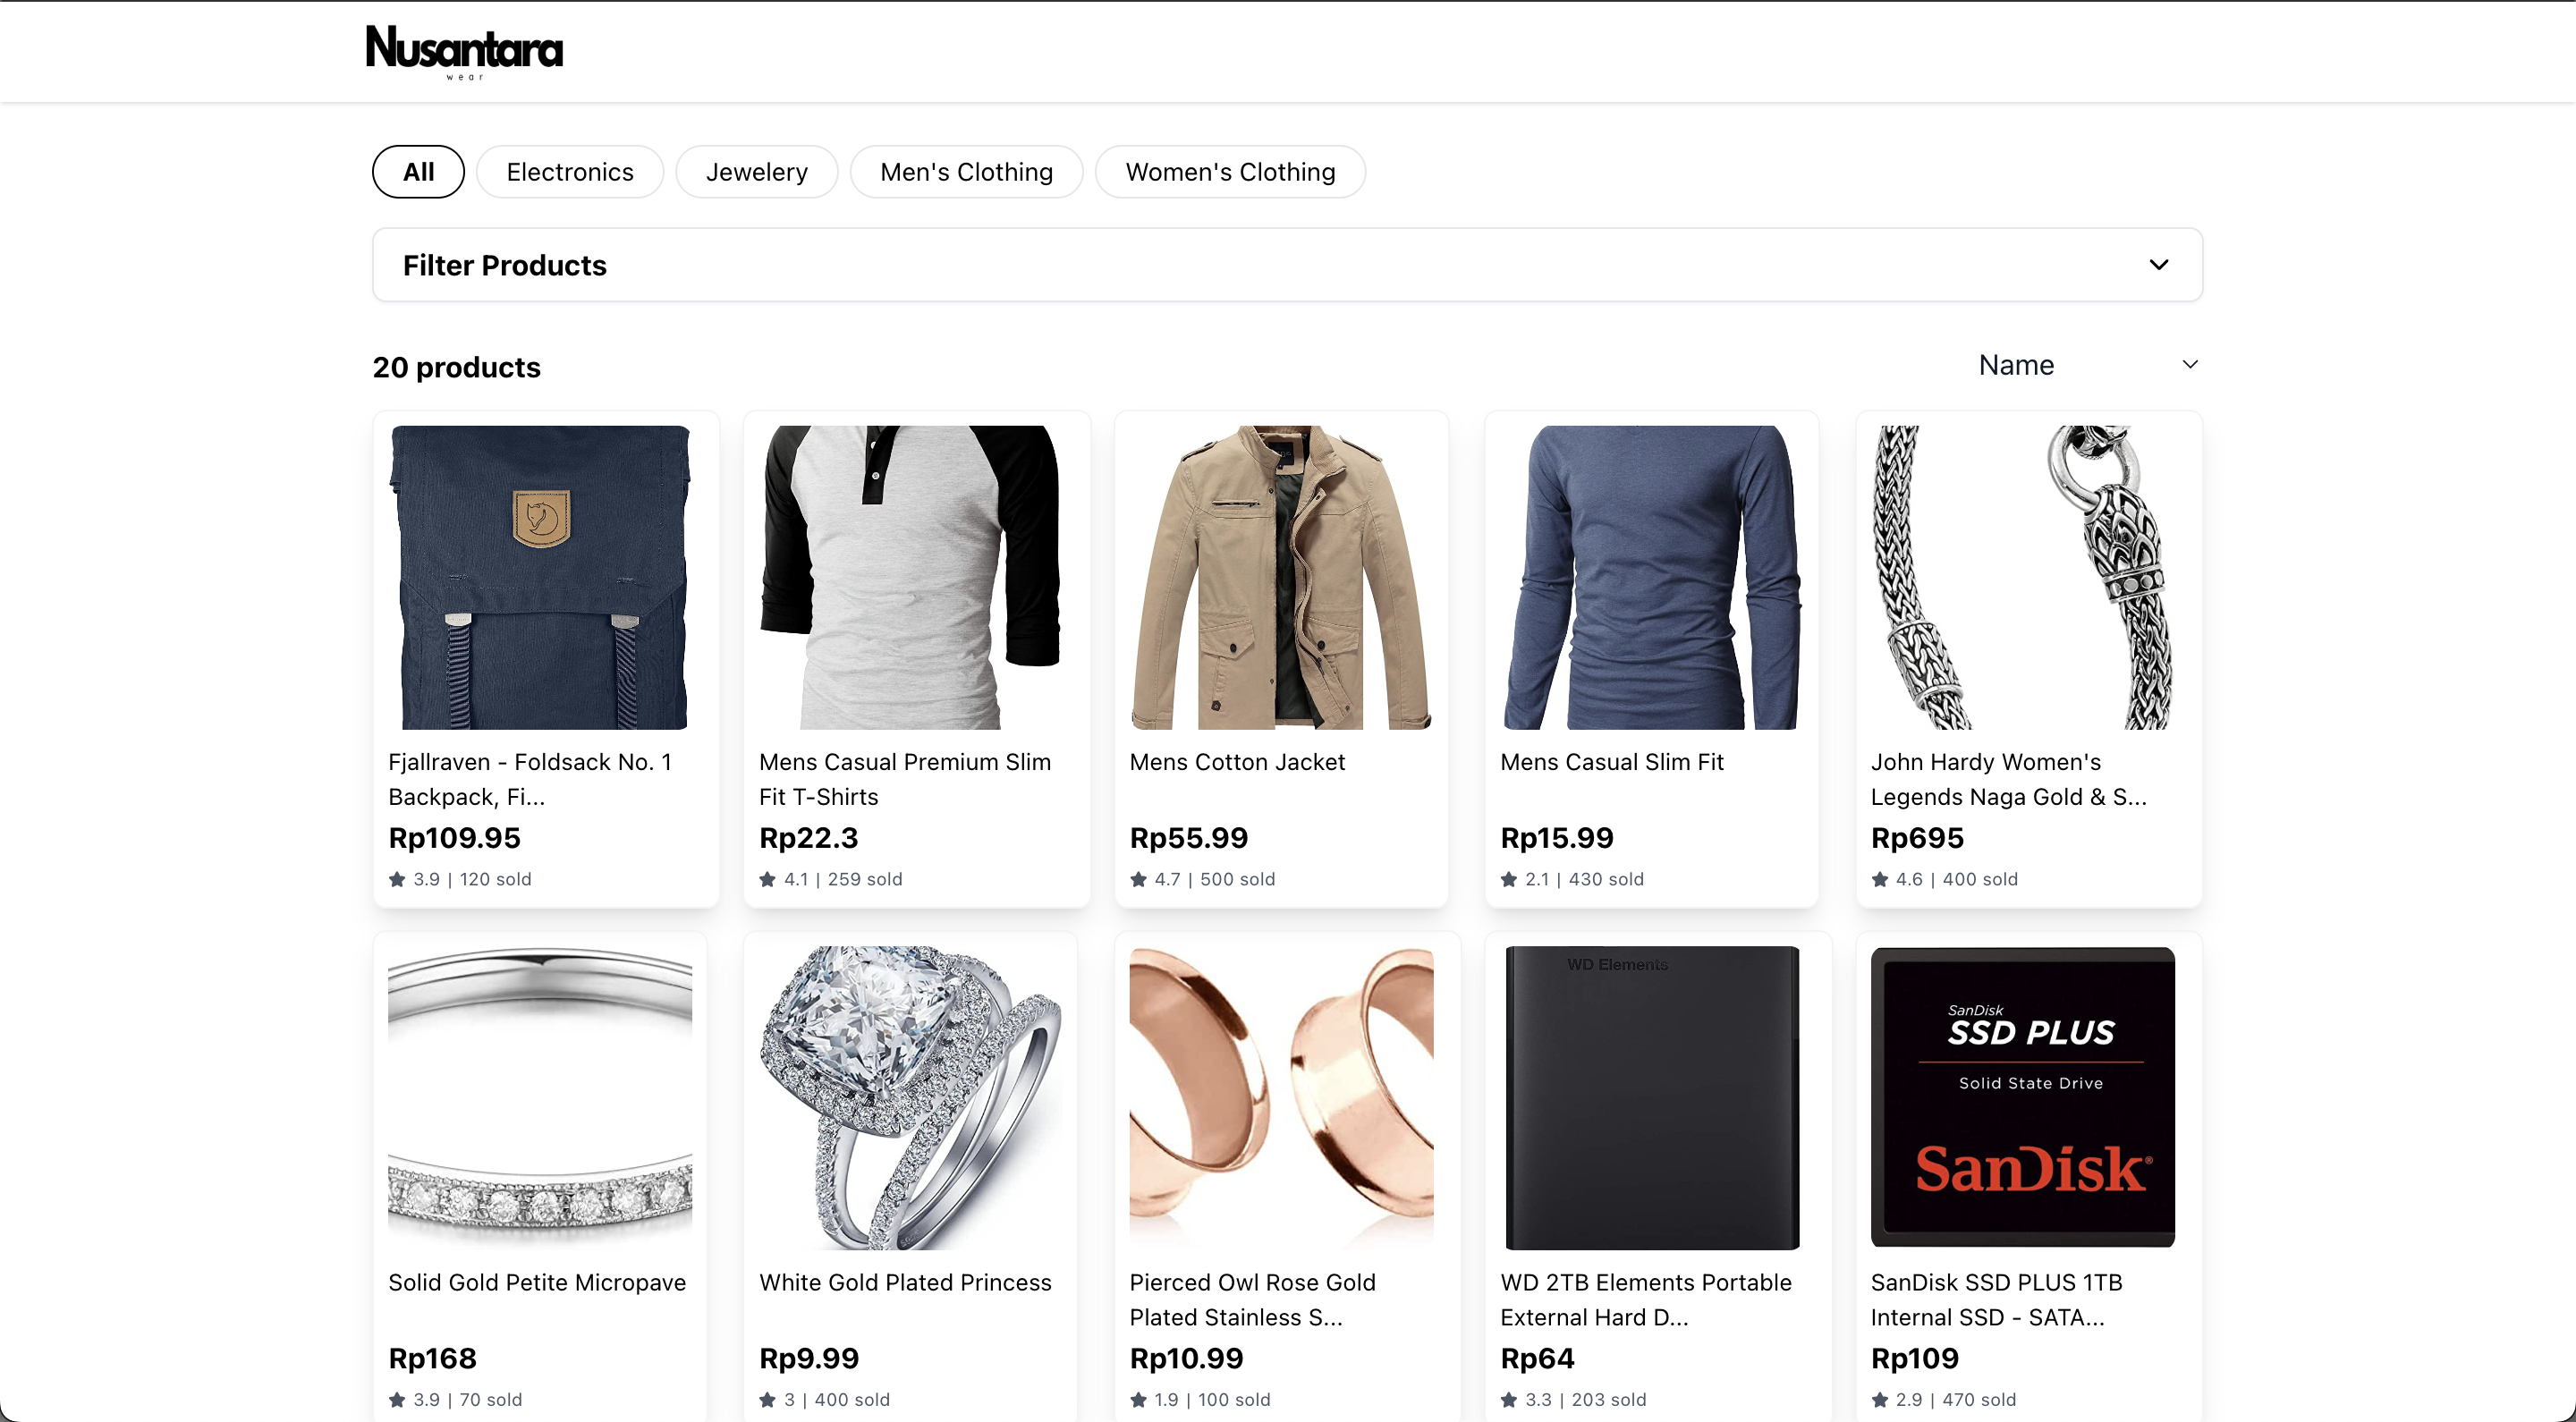 Nusantara
wear
All
Electronics
Jewelery
Men's Clothing
Women's Clothing
Filter Products
20 products
Name
Fjallraven - Foldsack No. 1
Backpack, Fi...
Rp109.95
3.9 | 120 sold
Mens Casual Premium Slim
Fit T-Shirts
Rp22.3
4.1 | 259 sold
Mens Cotton Jacket
Rp55.99
4.7 | 500 sold
Mens Casual Slim Fit
Rp15.99
2.1 | 430 sold
John Hardy Women's
Legends Naga Gold & S...
Rp695
4.6 | 400 sold
Solid Gold Petite Micropave
Rp168
3.9 | 70 sold
White Gold Plated Princess
Rp9.99
3 | 400 sold
Pierced Owl Rose Gold
Plated Stainless S...
Rp10.99
1.9 | 100 sold
WD Elements
WD 2TB Elements Portable
External Hard D...
Rp64
3.3 | 203 sold
SanDisk
SSD PLUS
Solid State Drive
SanDisk®
SanDisk SSD PLUS 1TB
Internal SSD - SATA...
Rp109
2.9 | 470 sold